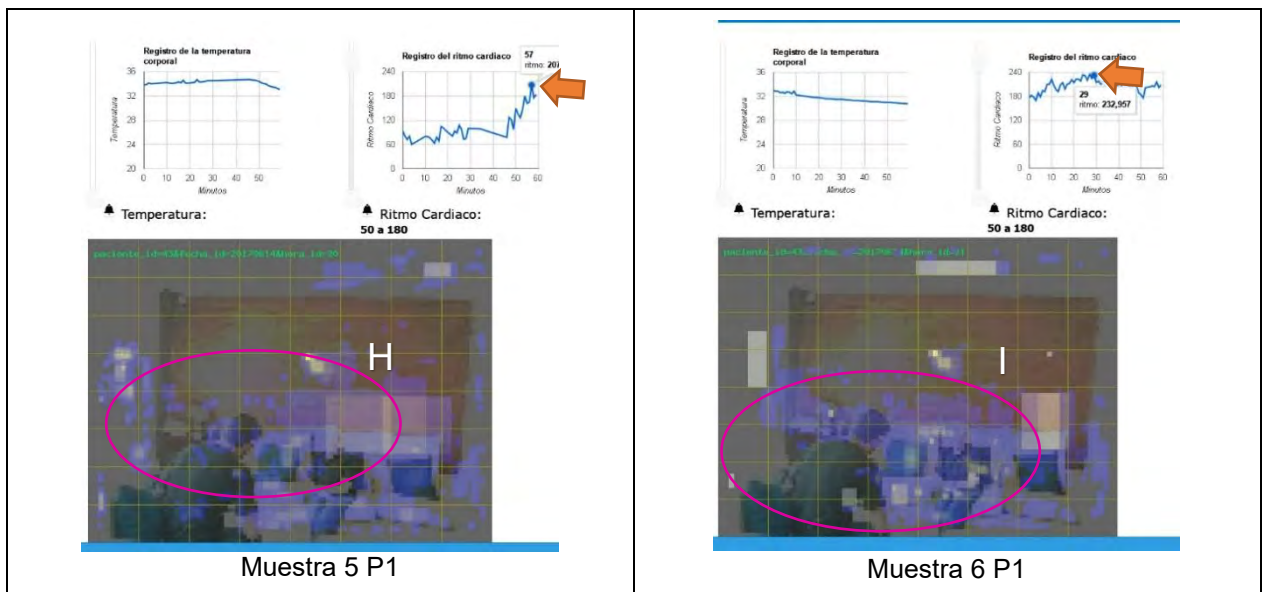 Registro de la temperatura
corporal
36
32
28
24
20
Temperatura
0 10 20 30 40 50
Minutos
Registro del ritmo cardiaco
57
ritmo: 207
240
180
120
60
0
Ritmo Cardiaco
0 10 20 30 40 50 60
Minutos
Temperatura:
Ritmo Cardiaco:
50 a 180
H
Muestra 5 P1
Registro de la temperatura
corporal
36
32
28
24
20
Temperatura
0 10 20 30 40 50
Minutos
Registro del ritmo cardiaco
29
ritmo: 232,957
240
180
120
60
0
Ritmo Cardiaco
0 10 20 30 40 50 60
Minutos
Temperatura:
Ritmo Cardiaco:
50 a 180
I
Muestra 6 P1